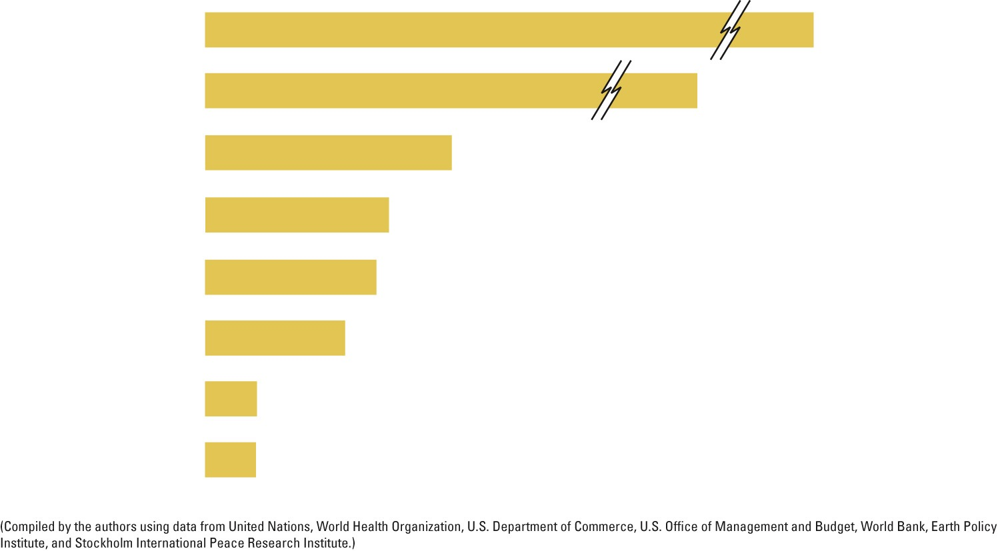 (Compiled by the authors using data from United Nations, World Health Organization, U.S. Department of Commerce, U.S. Office of Management and Budget, World Bank, Earth Policy
Institute, and Stockholm International Peace Research Institute.)